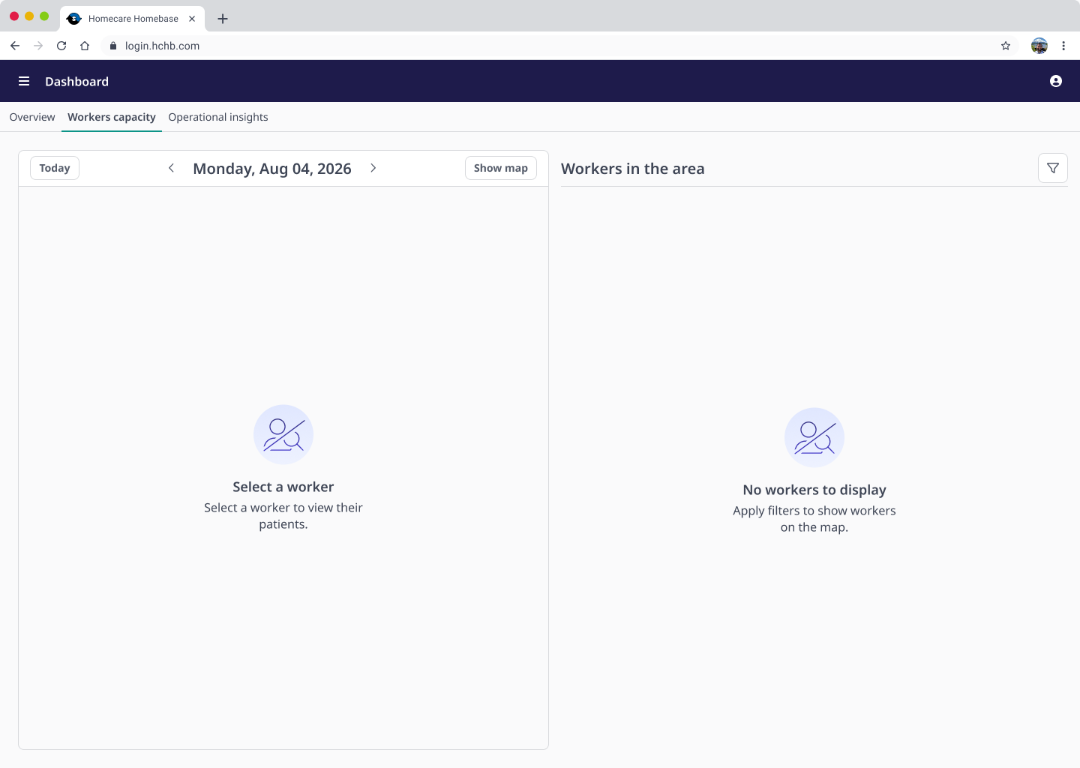 Homecare Homebase
login.hchb.com
Dashboard
Overview Workers capacity Operational insights
Today Monday, Aug 04, 2026 Show map
Workers in the area
Select a worker
Select a worker to view their
patients.
No workers to display
Apply filters to show workers
on the map.